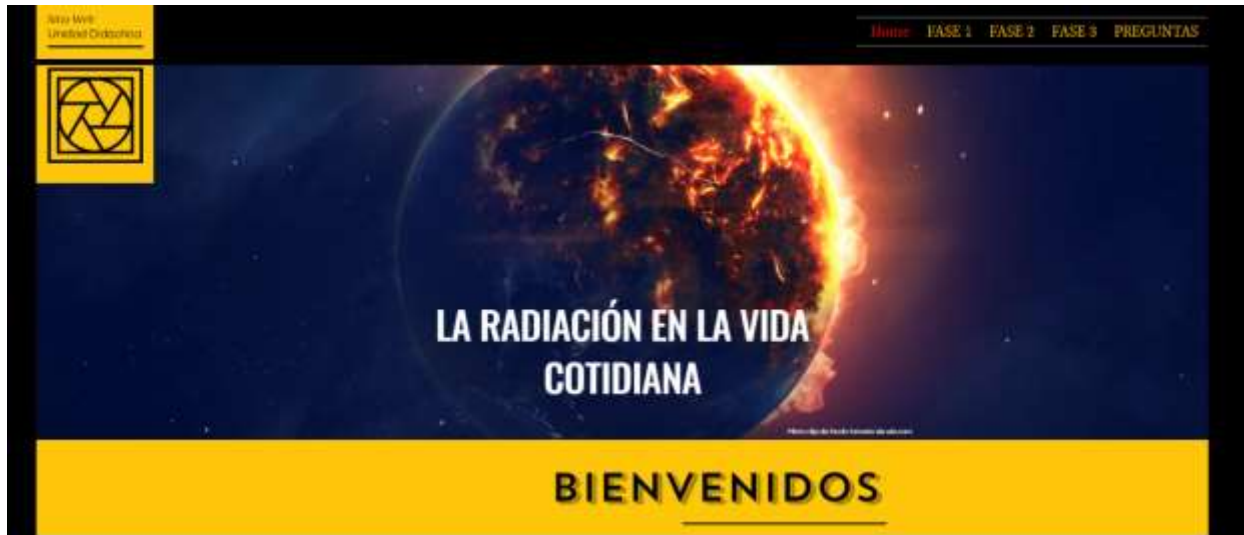 Sitio Web
Unidad Didáctica
Home FASE 1 FASE 2 FASE 3 PREGUNTAS
LA RADIACIÓN EN LA VIDA
COTIDIANA
BIENVENIDOS